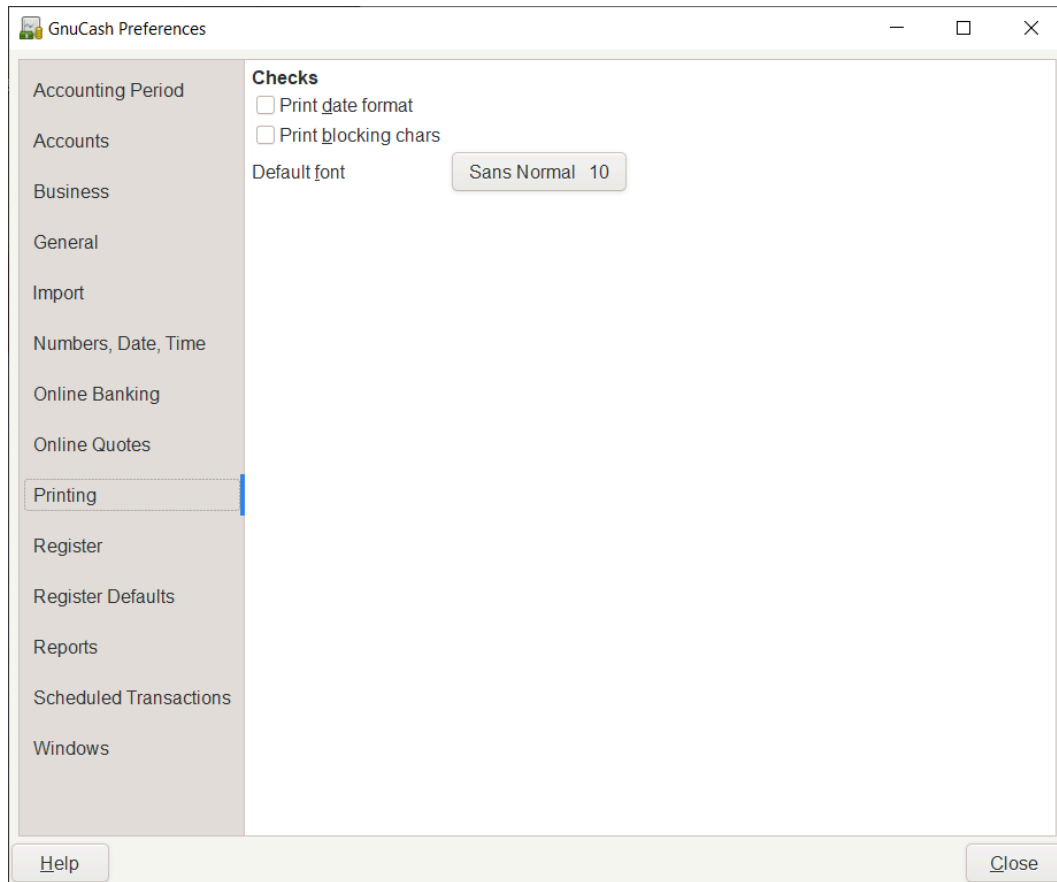 GnuCash Preferences
Accounting Period
Accounts
Business
General
Import
Numbers, Date, Time
Online Banking
Online Quotes
Printing
Register
Register Defaults
Reports
Scheduled Transactions
Windows
Checks
Print date format
Print blocking chars
Default font Sans Normal 10
Help
Close